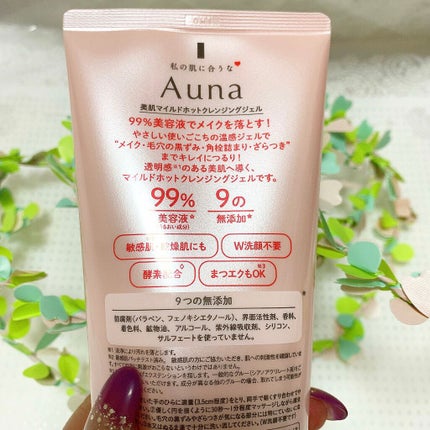 私の肌に合うな
Auna
美肌マイルドホットクレンジングジェル
99%美容液でメイクを落とす!
やさしい使いごこちの温感ジェルで
"メイク・毛穴の黒ずみ・角栓詰まり・ざらつき"
までキレイにつるり!
透明感※1のある美肌へ導く、
マイルドホットクレンジングジェルです。
99% 9の
美容液* 無添加*
(うるおい成分)
敏感肌・乾燥肌にも W洗顔不要
酵素配合 まつエクもOK
9つの無添加
防腐剤(パラベン、フェノキシエタノール)、界面活性剤、香料、
着色料、鉱物油、アルコール、紫外線吸収剤、シリコン、
サルフェートを使っていません。